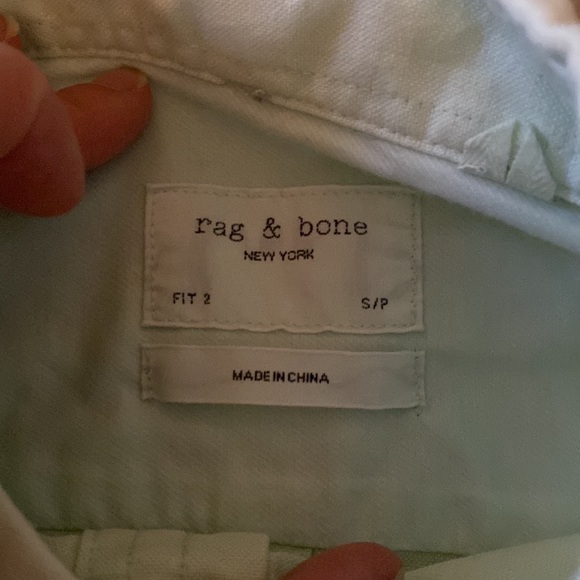 rag & bone
NEW YORK
FIT 2 S/P
MADE IN CHINA